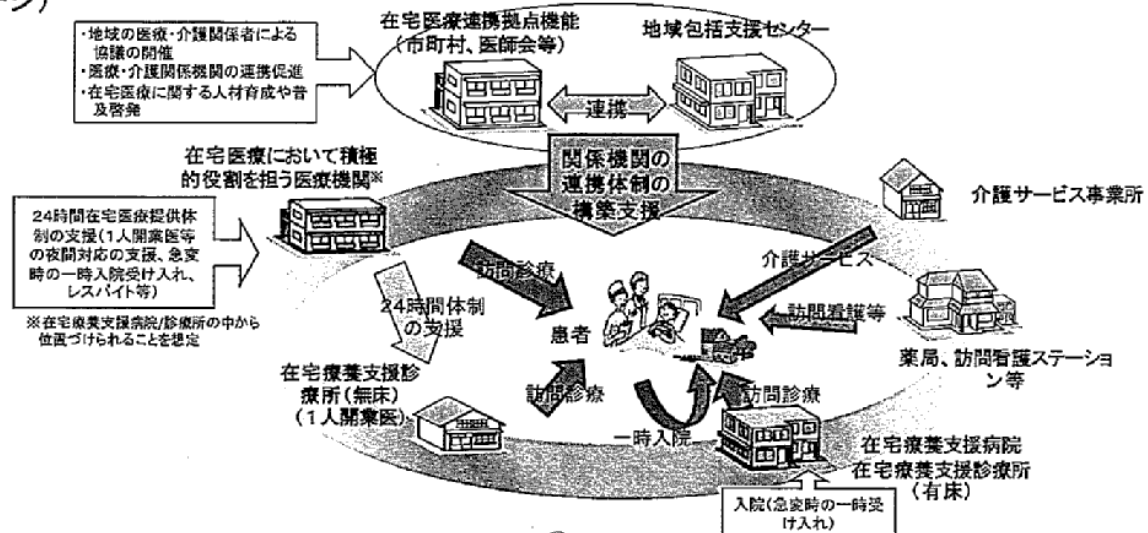 ーン）
在宅医療連携拠点機能
（市町村、医師会等）
地域包括支援センター
・地域の医療・介護関係者による
協議の開催
・医療・介護関係機関の連携促進
・在宅医療に関する人材育成や普
及啓発
連携
関係機関の
連携体制の
構築支援
在宅医療において積極
的役割を担う医療機関※
介護サービス事業所
24時間在宅医療提供体
制の支援（1人開業医等
の夜間対応の支援、急変
時の一時入院受け入れ、
レスパイト等）
※在宅療養支援病院/診療所の中から
位置づけられることを想定
訪問診療
介護サービス
24時間体制
の支援
患者
訪問看護等
薬局、訪問看護ステーショ
ン等
在宅療養支援診
療所（無床）
（１人開業医）
訪問診療
訪問診療
一時入院
在宅療養支援病院
在宅療養支援診療所
（有床）
入院（急変時の一時受
け入れ）